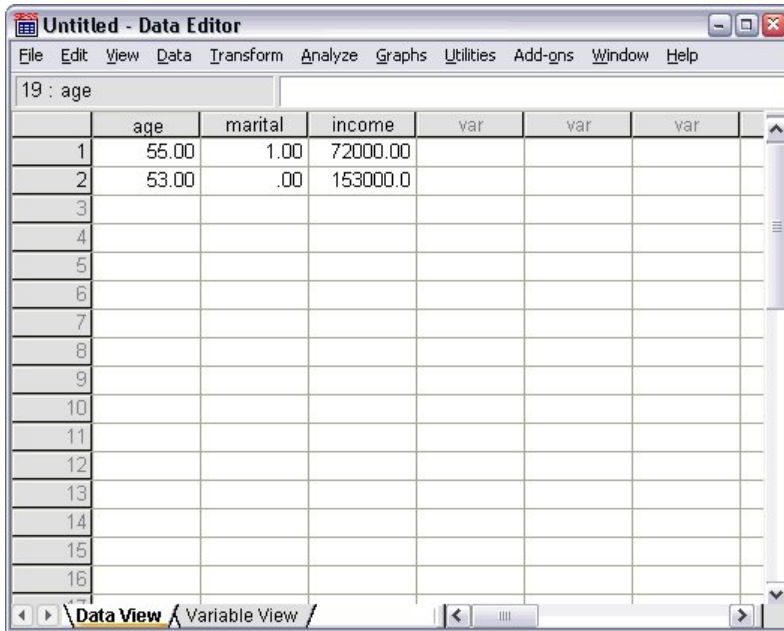 Untitled - Data Editor
File Edit View Data Transform Analyze Graphs Utilities Add-ons Window Help
19 : age
age marital income var var var
1 55.00 1.00 72000.00
2 53.00 .00 153000.0
3
4
5
6
7
8
9
10
11
12
13
14
15
16
17
Data View Variable View